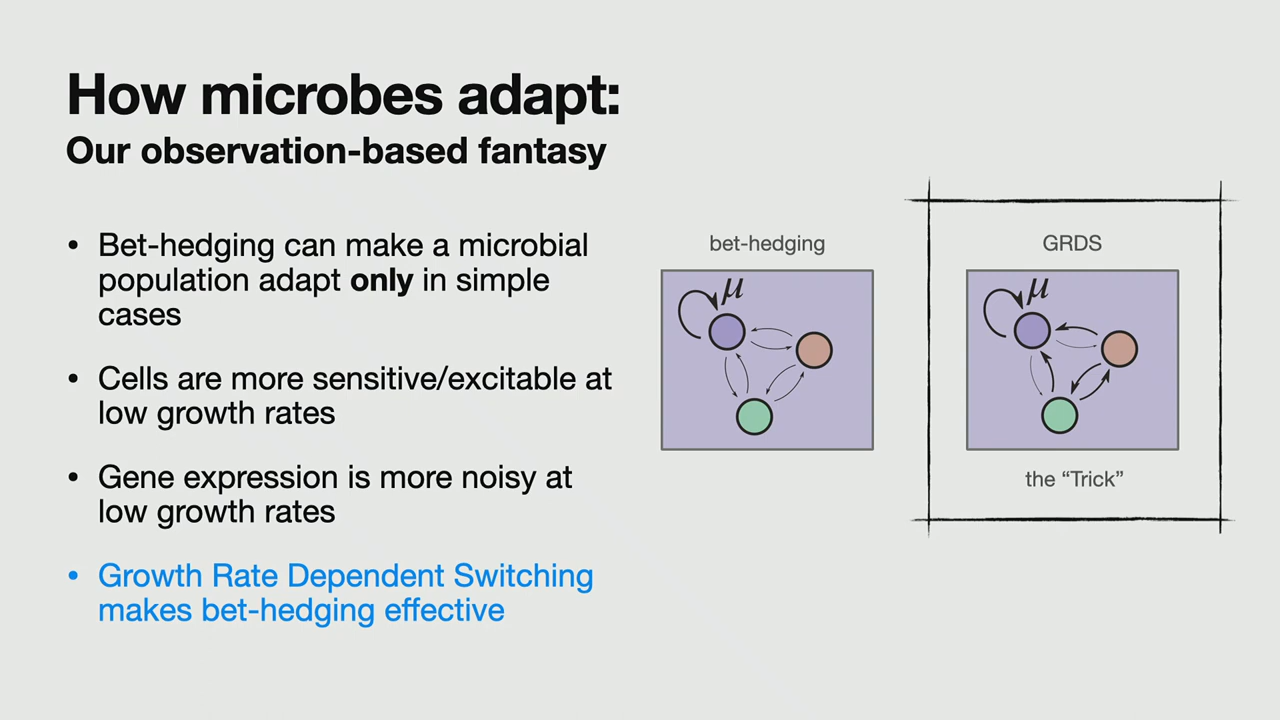 How microbes adapt:
Our observation-based fantasy
• Bet-hedging can make a microbial
population adapt only in simple
cases
• Cells are more sensitive/excitable at
low growth rates
• Gene expression is more noisy at
low growth rates
• Growth Rate Dependent Switching
makes bet-hedging effective
bet-hedging
μ
GRDS
μ
the “Trick”